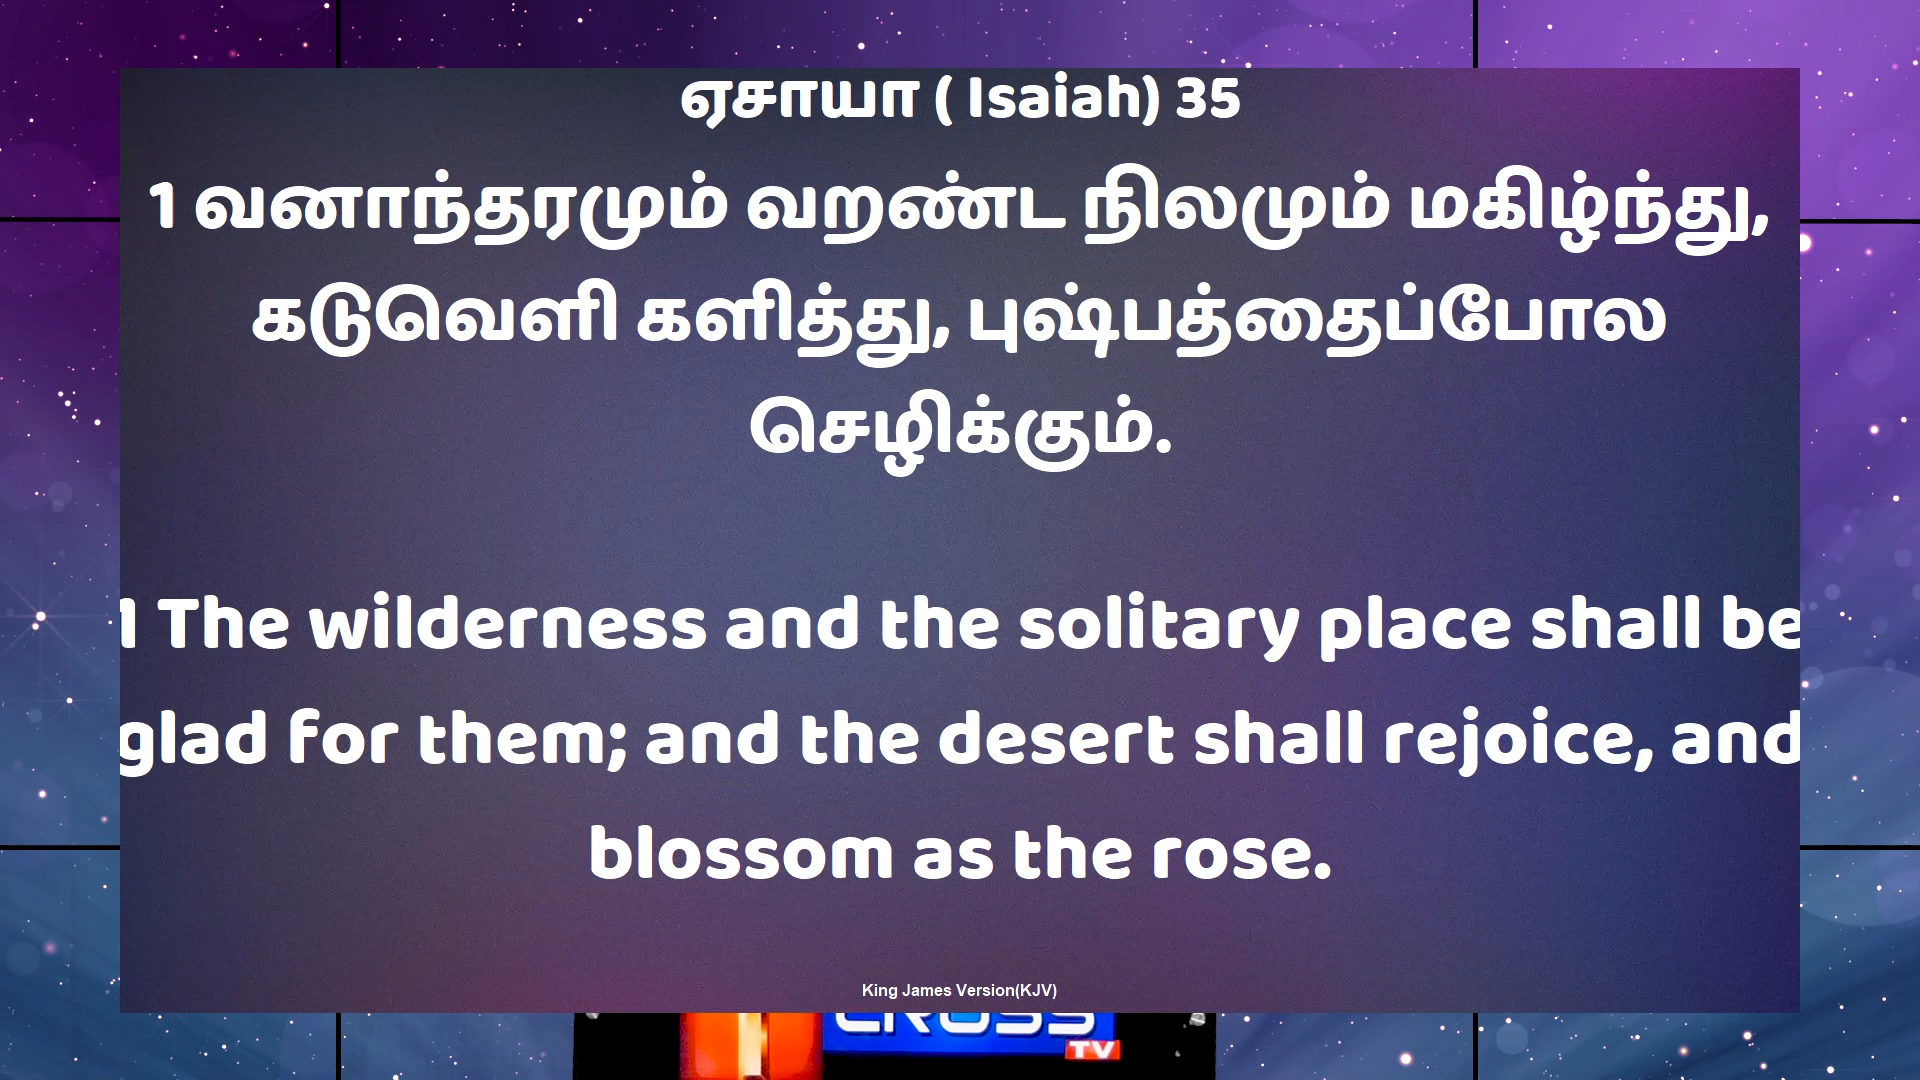 ஏசாயா ( Isaiah) 35
1 வனாந்தரமும் வறண்ட நிலமும் மகிழ்ந்து,
கடுவெளி களித்து, புஷ்பத்தைப்போல
செழிக்கும்.
1 The wilderness and the solitary place shall be
glad for them; and the desert shall rejoice, and
blossom as the rose.
King James Version(KJV)
CROSS
TV